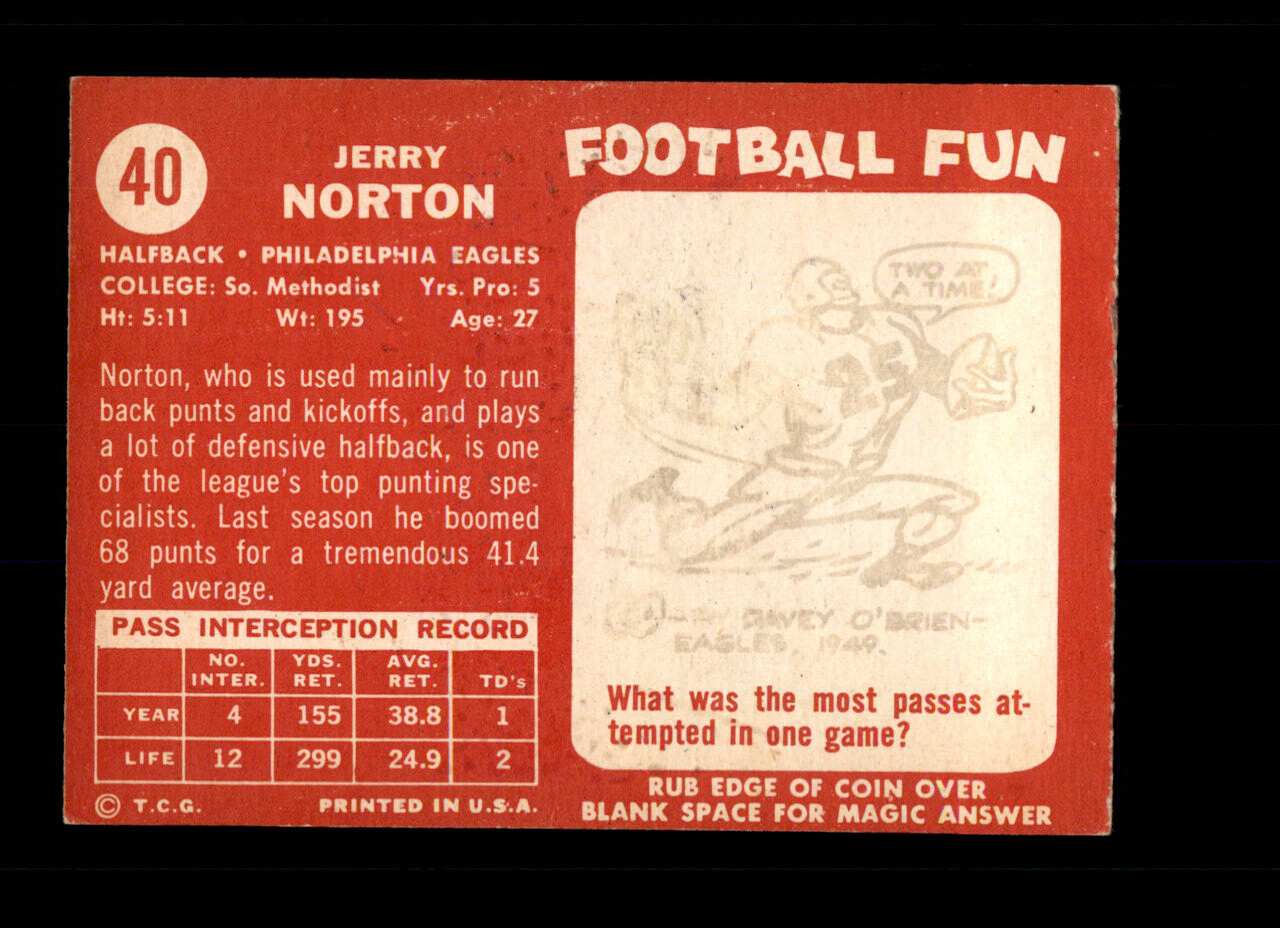 40
JERRY
NORTON
HALFBACK • PHILADELPHIA EAGLES
COLLEGE: So. Methodist Yrs. Pro: 5
Ht: 5:11 Wt: 195 Age: 27
Norton, who is used mainly to run
back punts and kickoffs, and plays
a lot of defensive halfback, is one
of the league's top punting spe-
cialists. Last season he boomed
68 punts for a tremendous 41.4
yard average.
PASS INTERCEPTION RECORD
NO. INTER. YDS. RET. AVG. RET. TD's
YEAR 4 155 38.8 1
LIFE 12 299 24.9 2
© T.C.G. PRINTED IN U.S.A.
FOOTBALL FUN
TWO AT
A TIME!
25
DAVEY O'BRIEN-
EAGLES, 1949.
What was the most passes at-
tempted in one game?
RUB EDGE OF COIN OVER
BLANK SPACE FOR MAGIC ANSWER